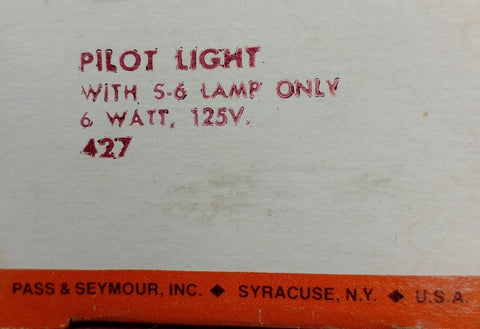 PILOT LIGHT
WITH S-6 LAMP ONLY
6 WATT, 125V.
427
PASS & SEYMOUR, INC. ◆ SYRACUSE, N.Y. ◆ U.S.A.